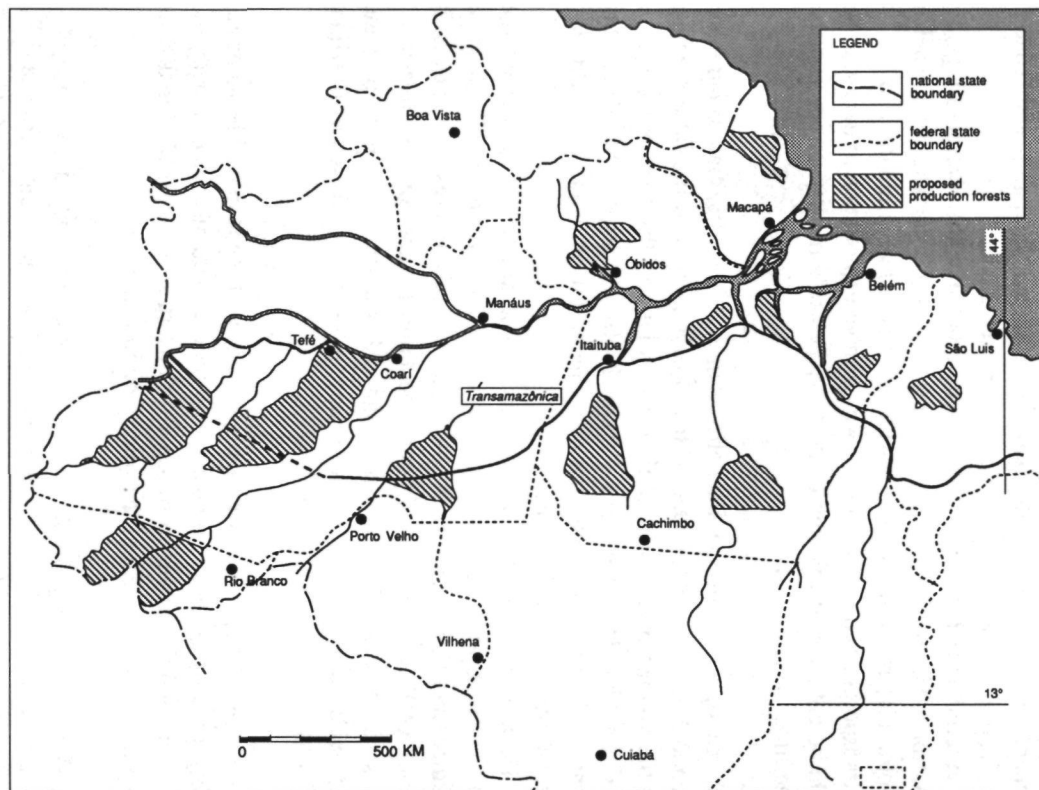 LEGEND
national state
boundary
federal state
boundary
proposed
production forests
44°
Boa Vista
Macapá
Óbidos
Belém
Manáus
Tefé
Coarí
Itaituba
São Luis
Transamazônica
Porto Velho
Cachimbo
Rio Branco
Vilhena
13°
0 500 KM
Cuiabá